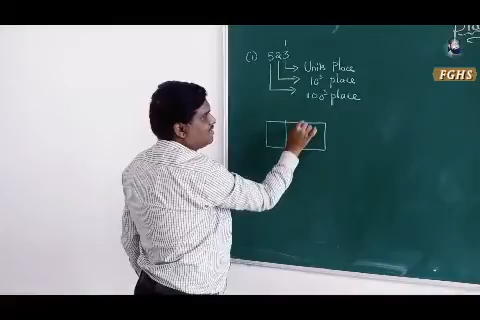 1
(i) 523
Units Place
10's place
100's place
FGHS